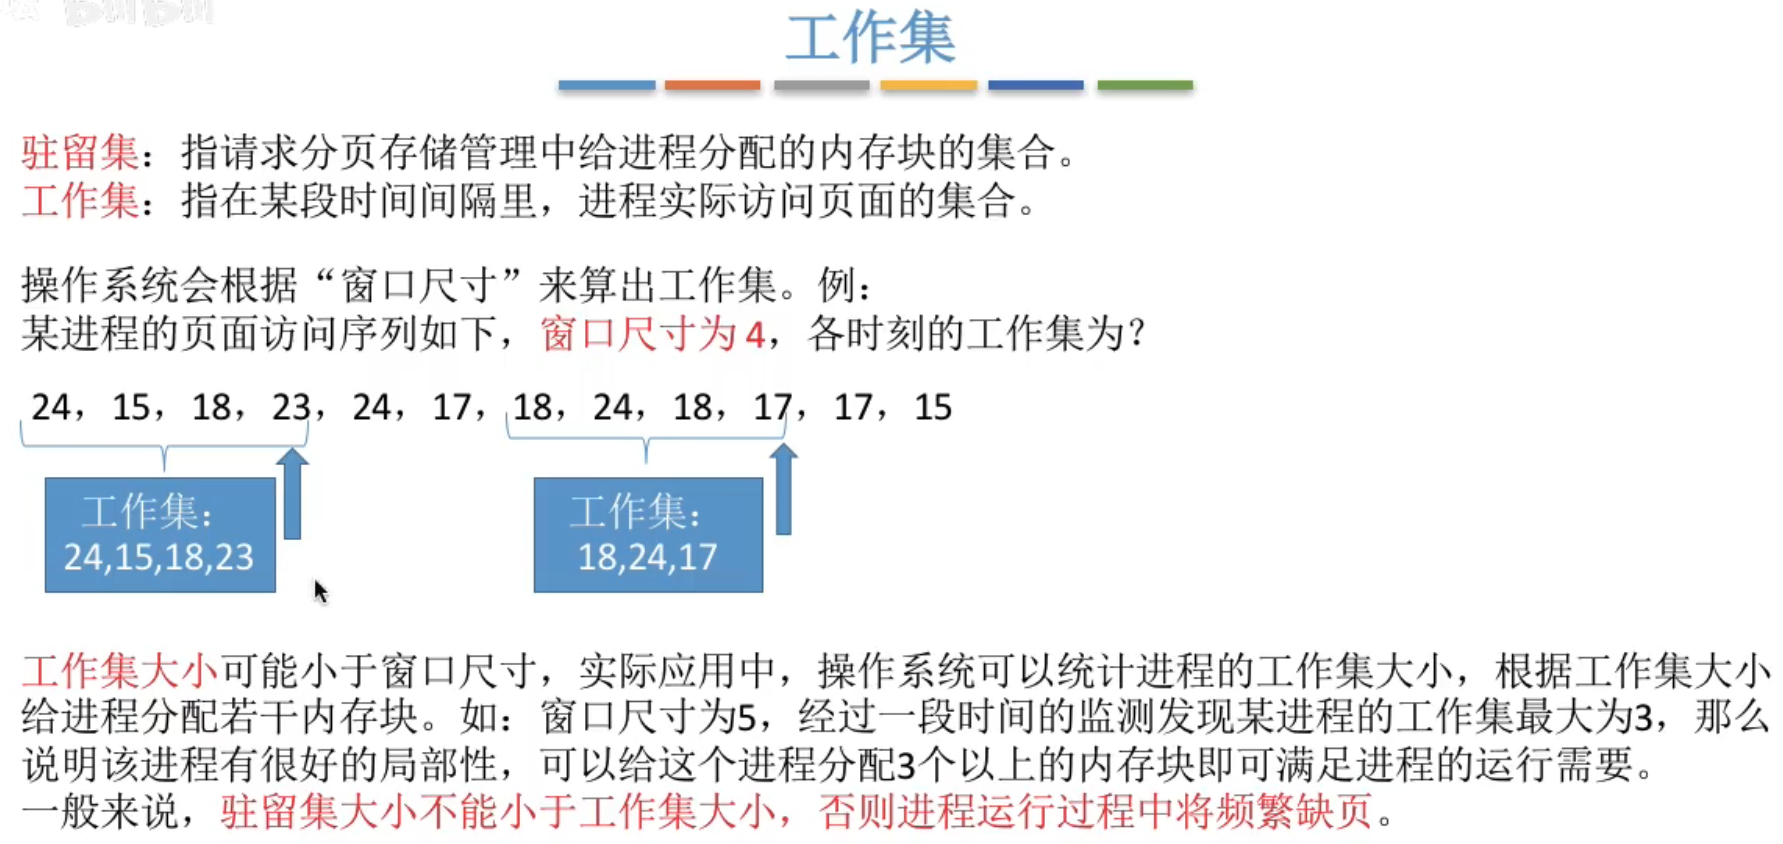 工作集
驻留集：指请求分页存储管理中给进程分配的内存块的集合。
工作集：指在某段时间间隔里，进程实际访问页面的集合。
操作系统会根据“窗口尺寸”来算出工作集。例：
某进程的页面访问序列如下，窗口尺寸为 4，各时刻的工作集为？
24，15，18，23，24，17，18，24，18，17，17，15
工作集：
24,15,18,23
工作集：
18,24,17
工作集大小可能小于窗口尺寸，实际应用中，操作系统可以统计进程的工作集大小，根据工作集大小
给进程分配若干内存块。如：窗口尺寸为5，经过一段时间的监测发现某进程的工作集最大为3，那么
说明该进程有很好的局部性，可以给这个进程分配3个以上的内存块即可满足进程的运行需要。
一般来说，驻留集大小不能小于工作集大小，否则进程运行过程中将频繁缺页。